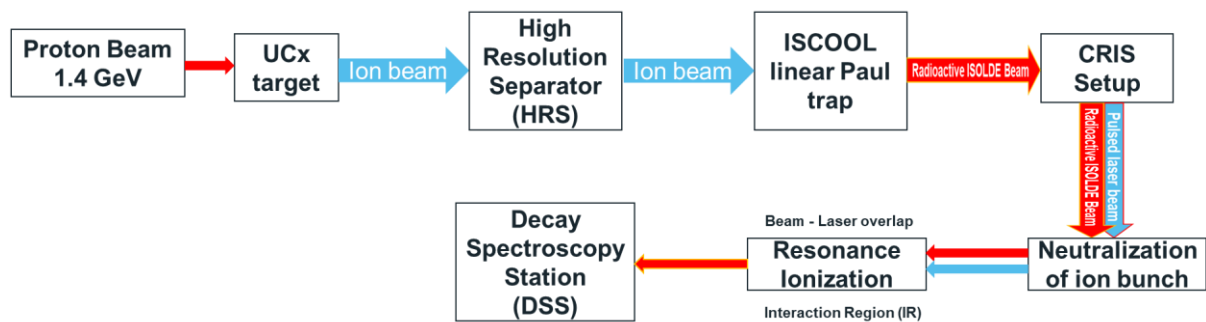 Proton Beam
1.4 GeV
UCx
target
Ion beam
High
Resolution
Separator
(HRS)
Ion beam
ISCOOL
linear Paul
trap
Radioactive ISOLDE Beam
CRIS
Setup
Radioactive ISOLDE Beam
Pulsed laser beam
Neutralization
of ion bunch
Beam - Laser overlap
Resonance
Ionization
Interaction Region (IR)
Decay
Spectroscopy
Station
(DSS)